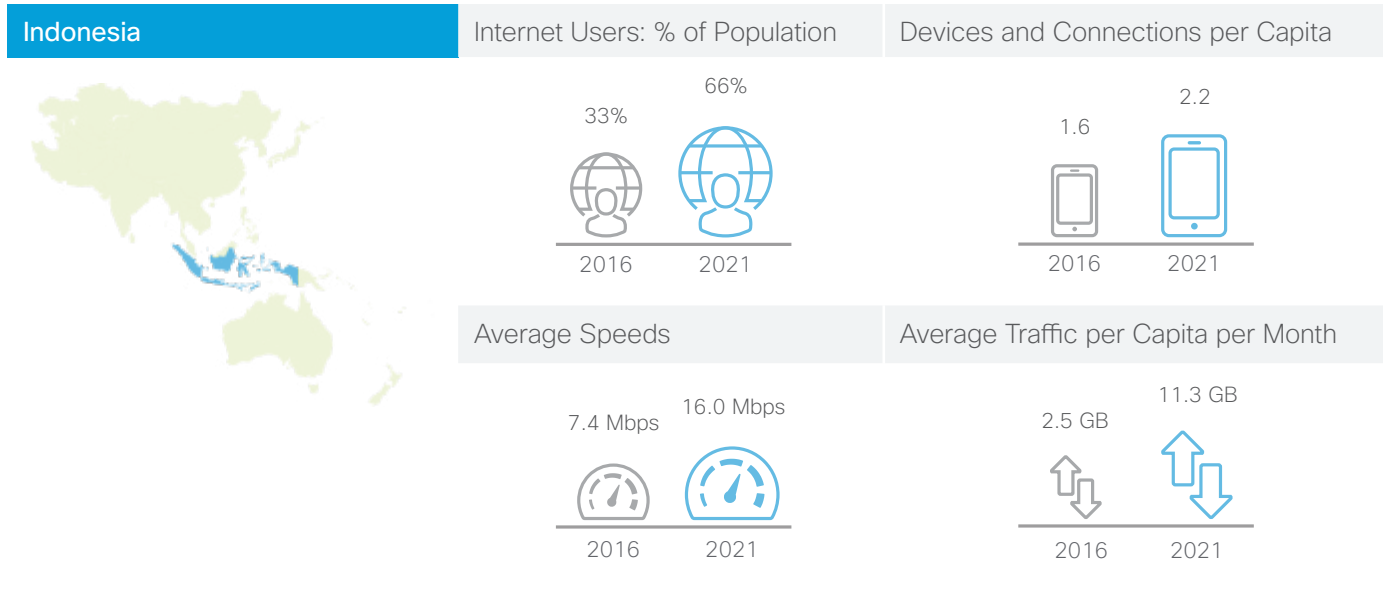 Indonesia
Internet Users: % of Population
Devices and Connections per Capita
33%
66%
2016
2021
1.6
2.2
2016
2021
Average Speeds
Average Traffic per Capita per Month
7.4 Mbps
16.0 Mbps
2016
2021
2.5 GB
11.3 GB
2016
2021